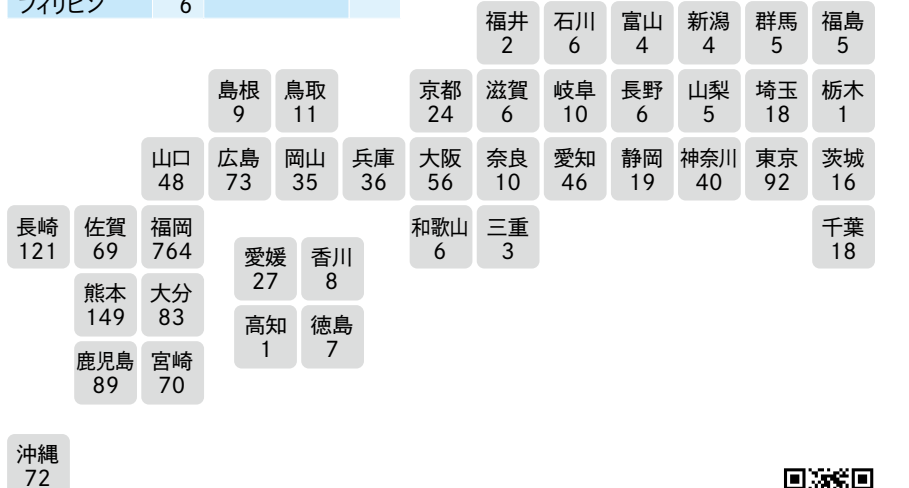 フィリピン 6
福井 石川 富山 新潟 群馬 福島
2 6 4 4 5 5
島根 鳥取 京都 滋賀 岐阜 長野 山梨 埼玉 栃木
9 11 24 6 10 6 5 18 1
山口 広島 岡山 兵庫 大阪 奈良 愛知 静岡 神奈川 東京 茨城
48 73 35 36 56 10 46 19 40 92 16
長崎 佐賀 福岡 和歌山 三重 千葉
121 69 764 6 3 18
愛媛 香川
27 8
熊本 大分
149 83
高知 徳島
1 7
鹿児島 宮崎
89 70
沖縄
72